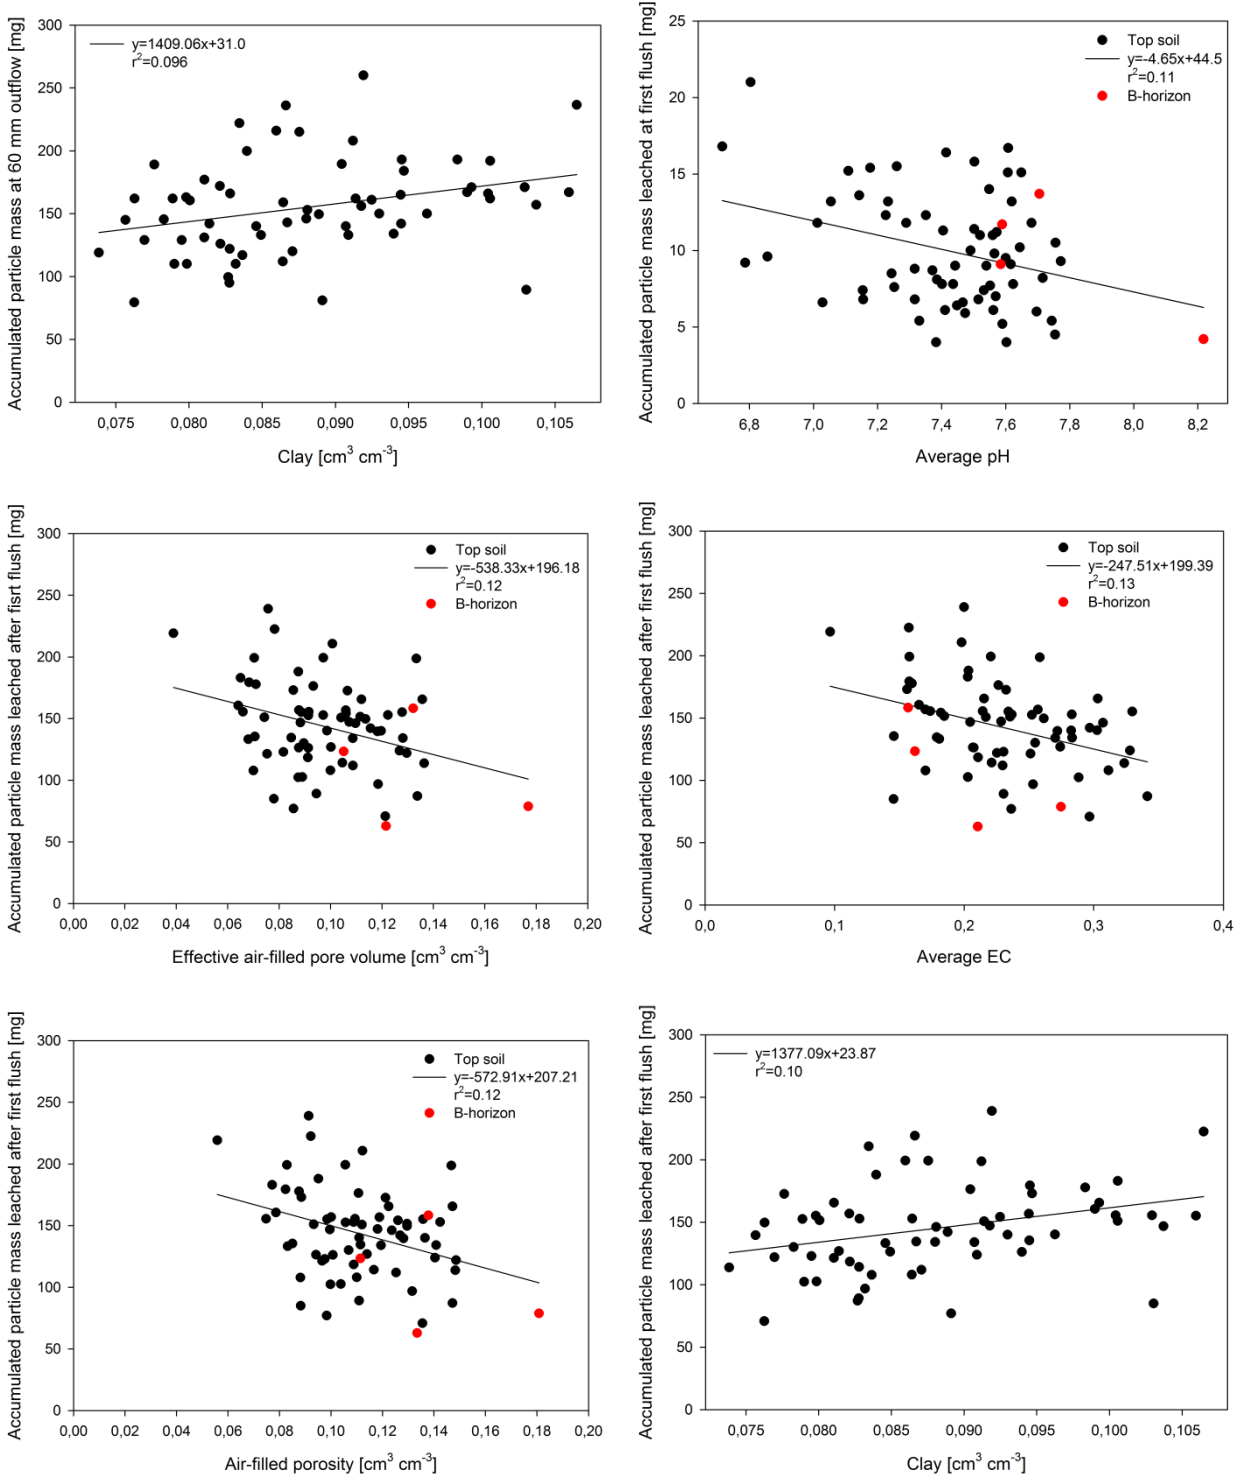 Accumulated particle mass at 60 mm outflow [mg]
300
250
200
150
100
50
0
y=1409.06x+31.0
r²=0.096
0,075 0,080 0,085 0,090 0,095 0,100 0,105
Clay [cm³ cm⁻³]
Accumulated particle mass leached at first flush [mg]
25
20
15
10
5
0
Top soil
y=-4.65x+44.5
r²=0.11
B-horizon
6,8 7,0 7,2 7,4 7,6 7,8 8,0 8,2
Average pH
Accumulated particle mass leached after fisrt flush [mg]
300
250
200
150
100
50
0
Top soil
y=-538.33x+196.18
r²=0.12
B-horizon
0,00 0,02 0,04 0,06 0,08 0,10 0,12 0,14 0,16 0,18 0,20
Effective air-filled pore volume [cm³ cm⁻³]
Accumulated particle mass leached after first flush [mg]
300
250
200
150
100
50
0
Top soil
y=-247.51x+199.39
r²=0.13
B-horizon
0,0 0,1 0,2 0,3 0,4
Average EC
Accumulated particle mass leached after first flush [mg]
300
250
200
150
100
50
0
Top soil
y=-572.91x+207.21
r²=0.12
B-horizon
0,00 0,02 0,04 0,06 0,08 0,10 0,12 0,14 0,16 0,18 0,20
Air-filled porosity [cm³ cm⁻³]
Accumulated particle mass leached after first flush [mg]
300
250
200
150
100
50
0
y=1377.09x+23.87
r²=0.10
0,075 0,080 0,085 0,090 0,095 0,100 0,105
Clay [cm³ cm⁻³]